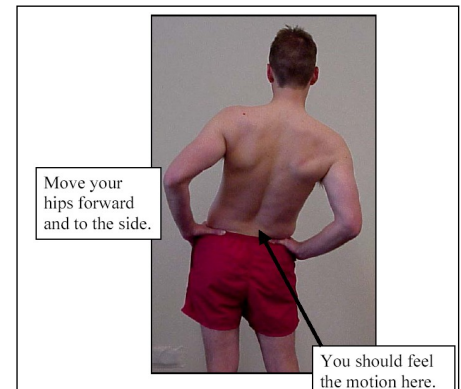 Move your
hips forward
and to the side.
You should feel
the motion here.